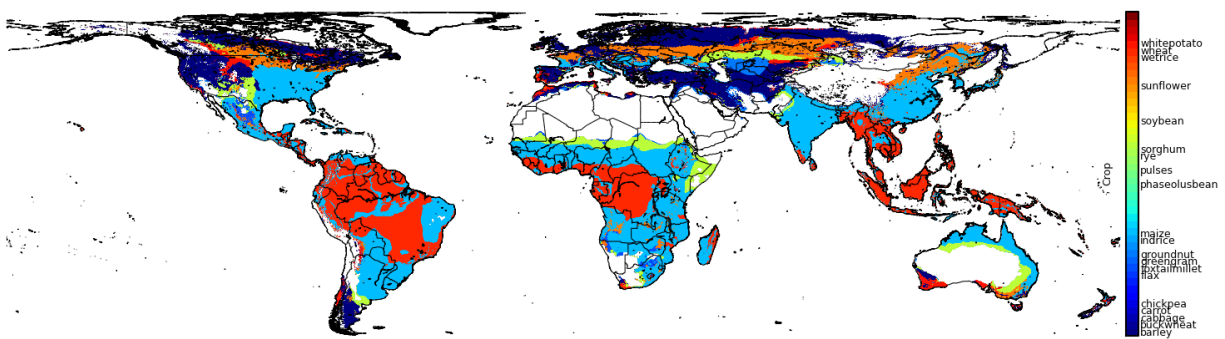 whitepotato
wheat
wetrice
sunflower
soybean
sorghum
rye
pulses
phaseolusbean
maize
indrice
groundnut
greengram
foxtailmillet
flax
chickpea
carrot
cabbage
buckwheat
barley
Crop